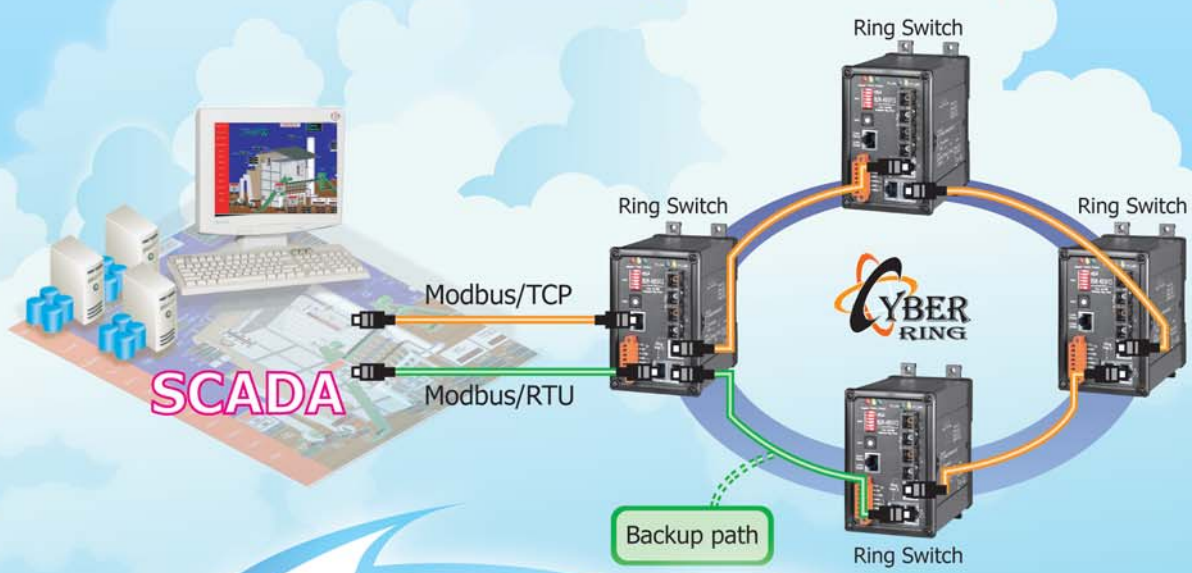 Ring Switch
Ring Switch
Ring Switch
Modbus/TCP
CYBER
RING
SCADA
Modbus/RTU
Backup path
Ring Switch